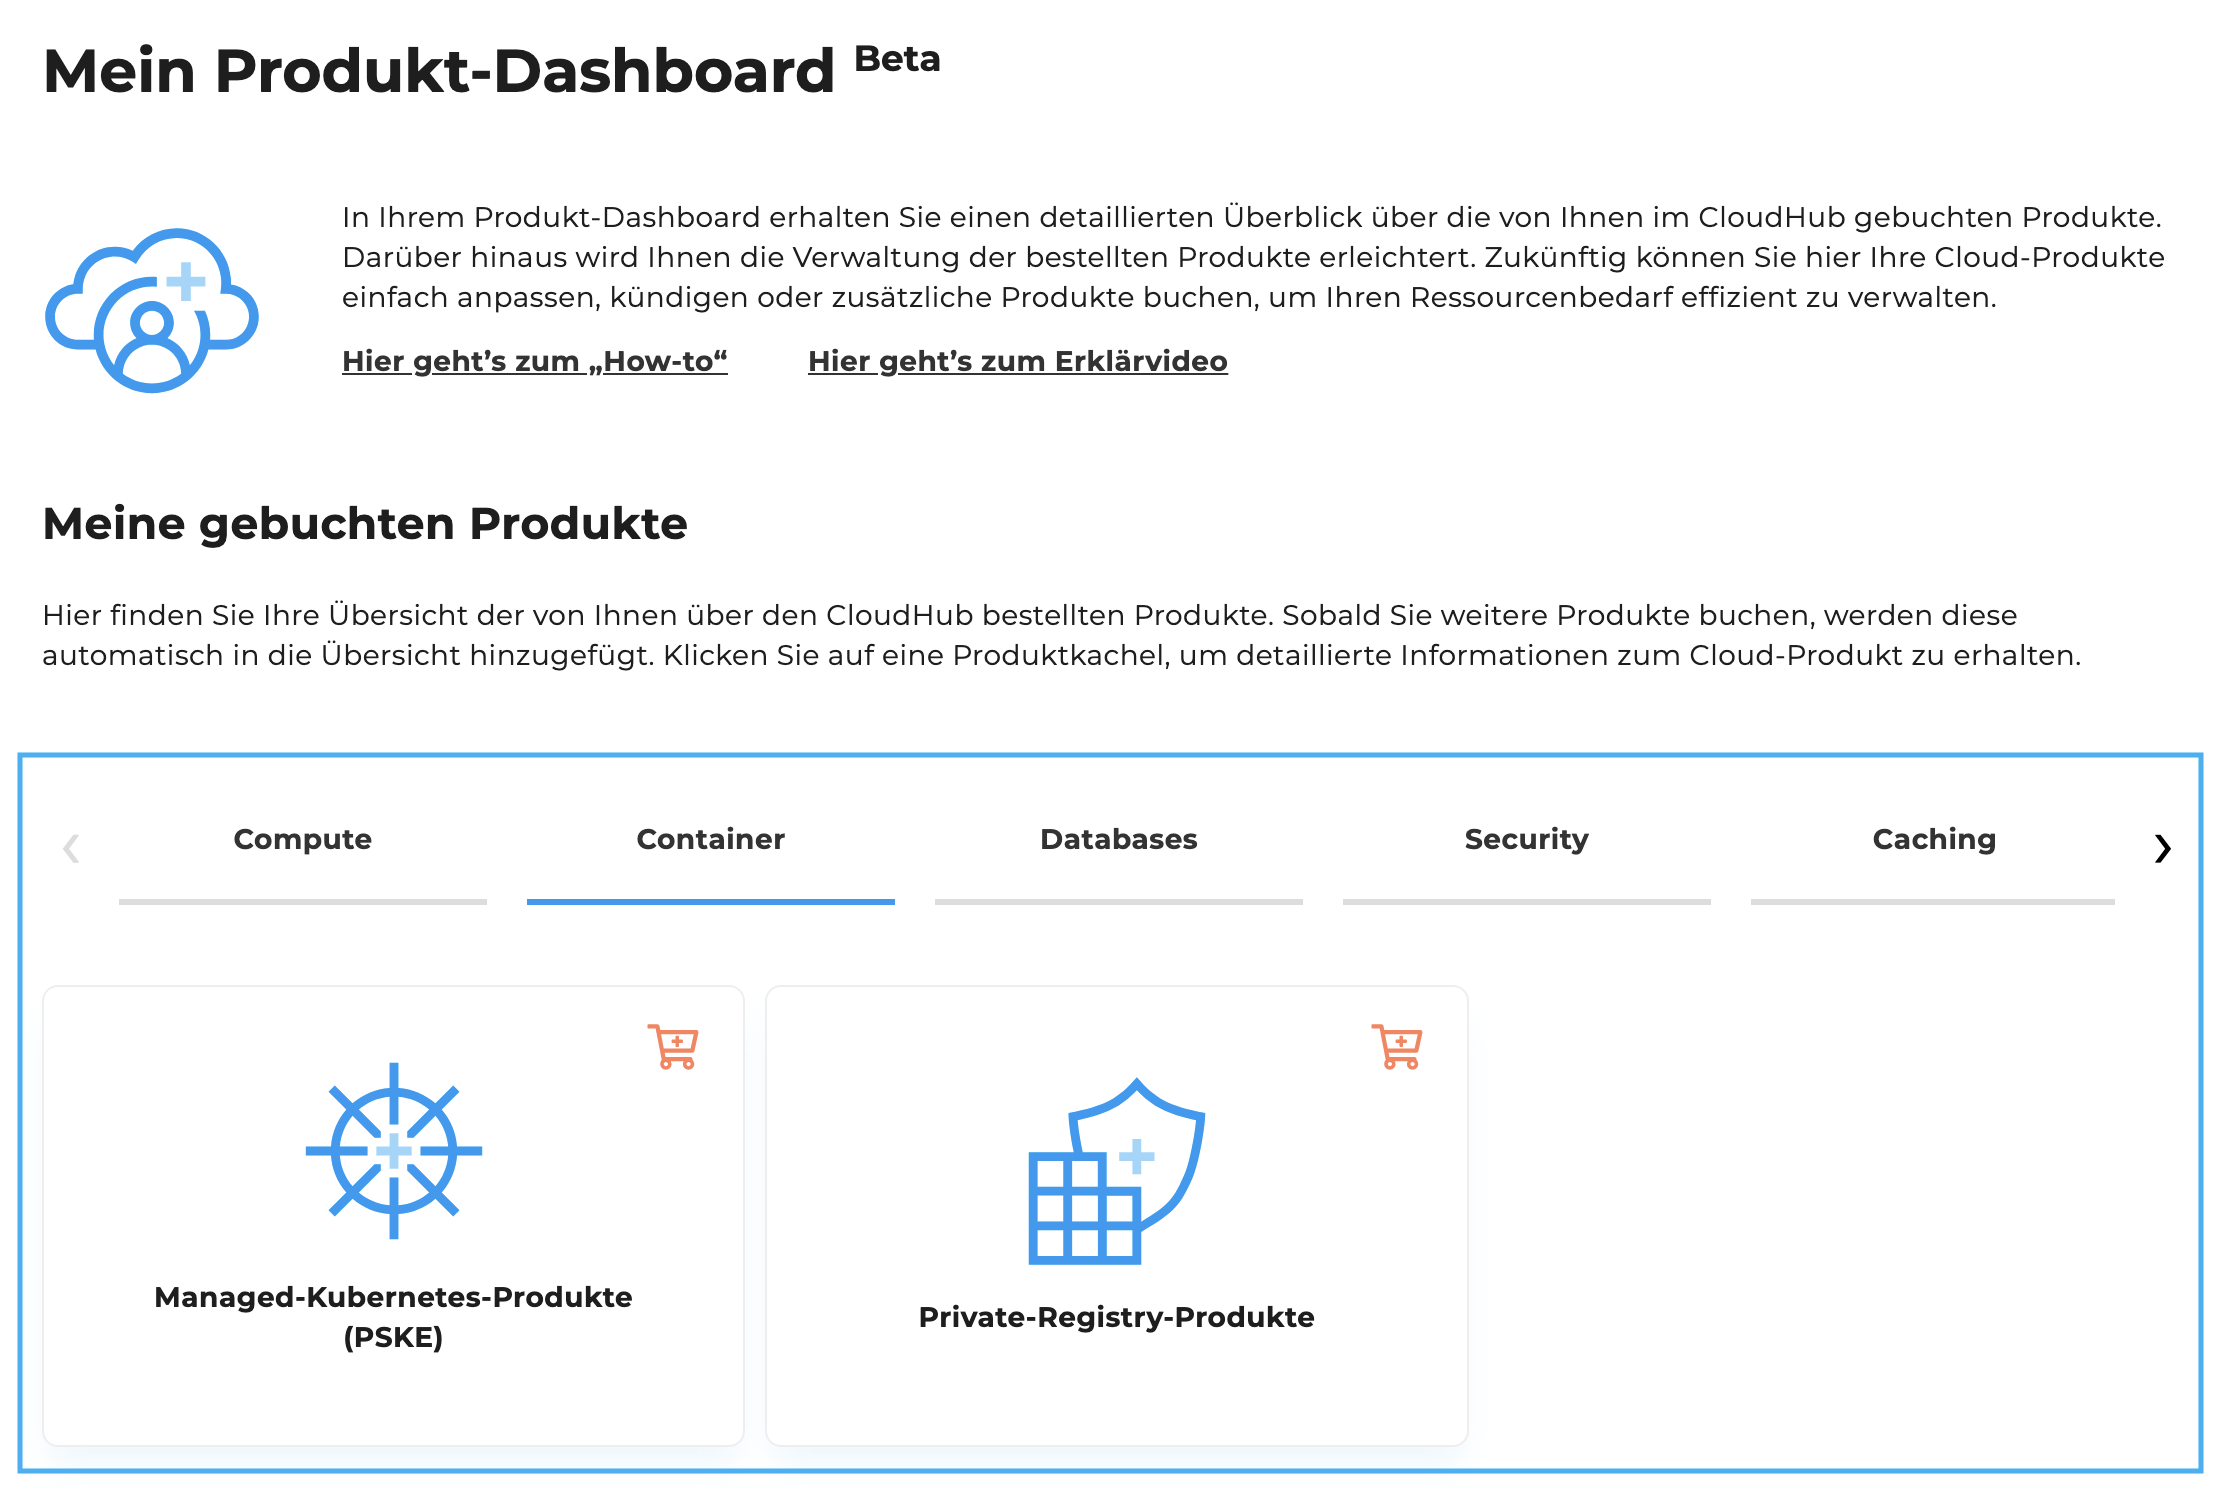 Mein Produkt-Dashboard Beta
In Ihrem Produkt-Dashboard erhalten Sie einen detaillierten Überblick über die von Ihnen im CloudHub gebuchten Produkte.
Darüber hinaus wird Ihnen die Verwaltung der bestellten Produkte erleichtert. Zukünftig können Sie hier Ihre Cloud-Produkte
einfach anpassen, kündigen oder zusätzliche Produkte buchen, um Ihren Ressourcenbedarf effizient zu verwalten.
Hier geht’s zum „How-to“ Hier geht’s zum Erklärvideo
Meine gebuchten Produkte
Hier finden Sie Ihre Übersicht der von Ihnen über den CloudHub bestellten Produkte. Sobald Sie weitere Produkte buchen, werden diese
automatisch in die Übersicht hinzugefügt. Klicken Sie auf eine Produktkachel, um detaillierte Informationen zum Cloud-Produkt zu erhalten.
Compute Container Databases Security Caching
Managed-Kubernetes-Produkte
(PSKE)
Private-Registry-Produkte